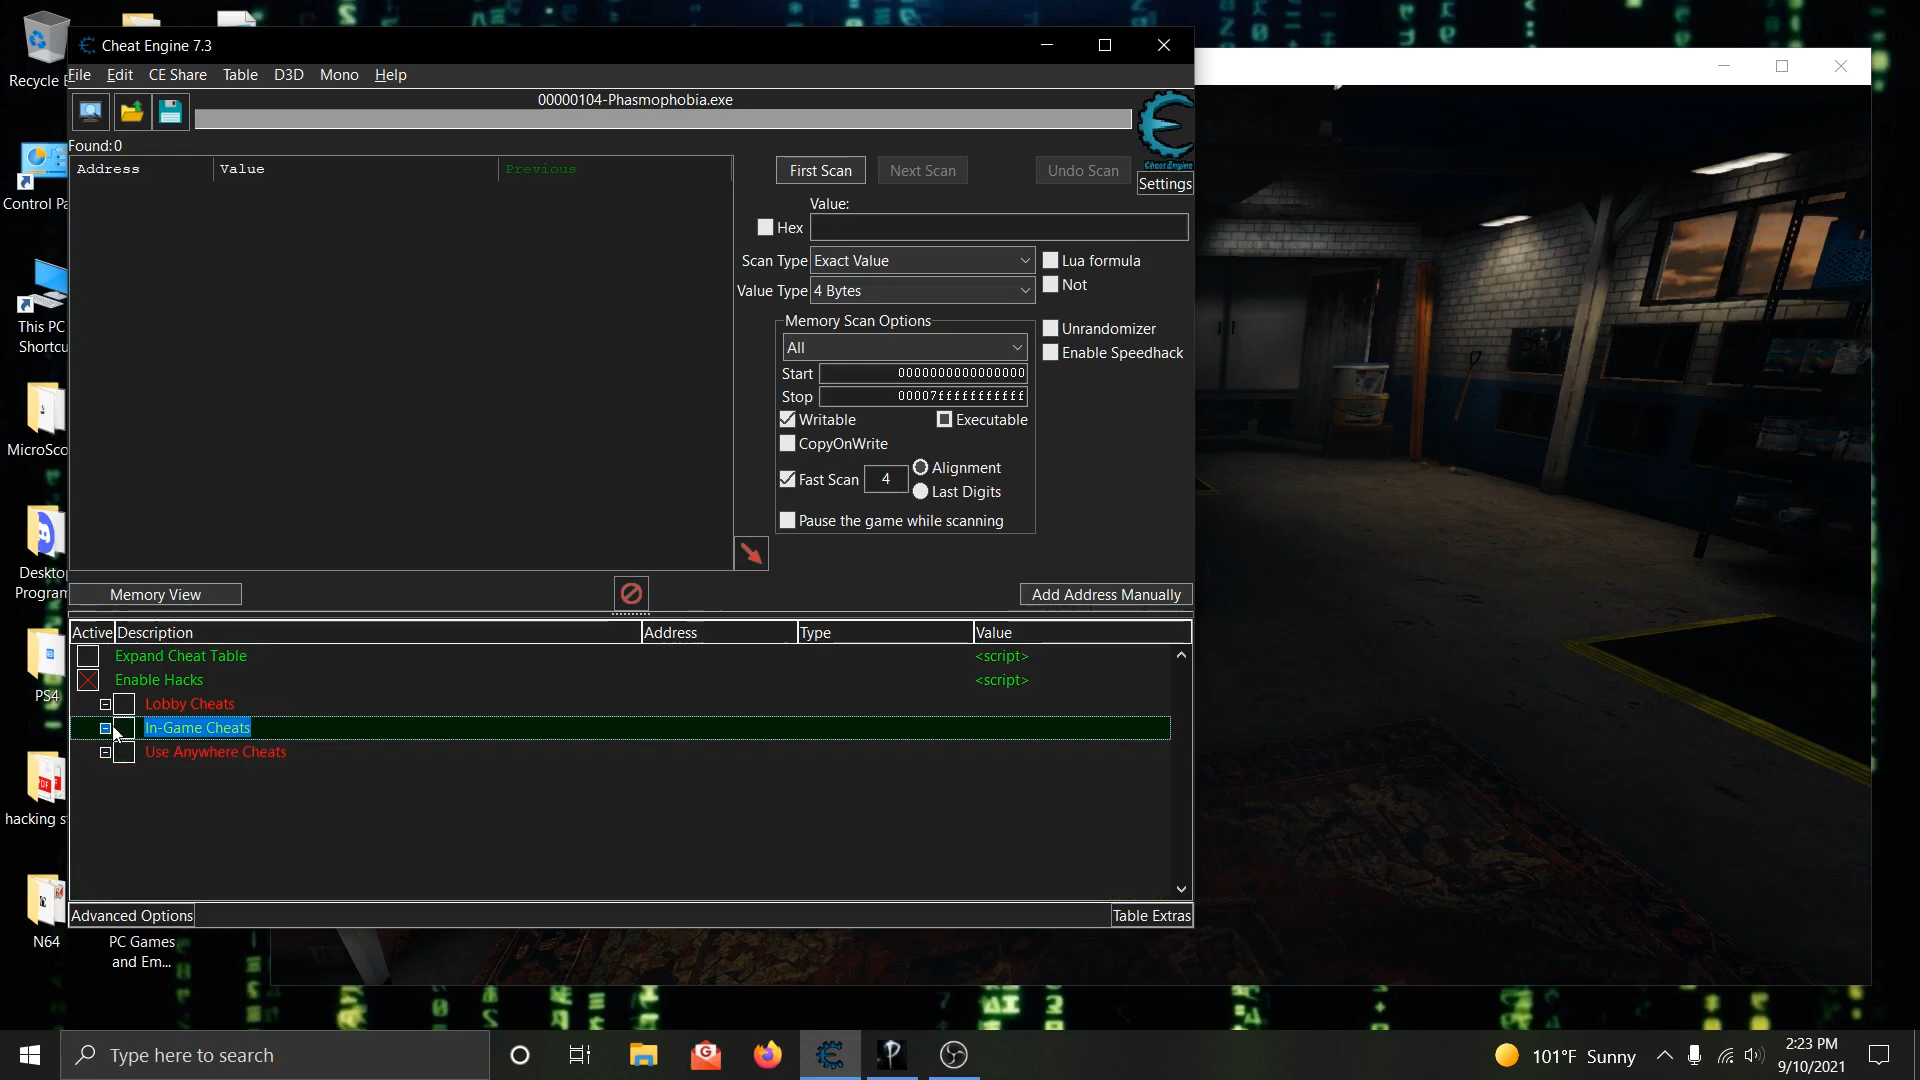 Cheat Engine 7.3
File Edit CE Share Table D3D Mono Help
00000104-Phasmophobia.exe
Cheat Engine
Settings
Found:0
Address Value Previous
First Scan Next Scan Undo Scan
Value:
Hex
Scan Type Exact Value
Lua formula
Not
Value Type 4 Bytes
Memory Scan Options
All
Unrandomizer
Enable Speedhack
Start 0000000000000000
Stop 00007fffffffffff
Writable Executable
CopyOnWrite
Fast Scan 4 Alignment
Last Digits
Pause the game while scanning
Memory View
Add Address Manually
Active Description Address Type Value
Expand Cheat Table <script>
Enable Hacks <script>
Lobby Cheats
In-Game Cheats
Use Anywhere Cheats
Advanced Options
Table Extras
Recycle
Control Pa
This PC
Shortcu
MicroSco
Deskto
Program
PS4
hacking s
N64
PC Games
and Em...
Type here to search
101°F Sunny
2:23 PM
9/10/2021